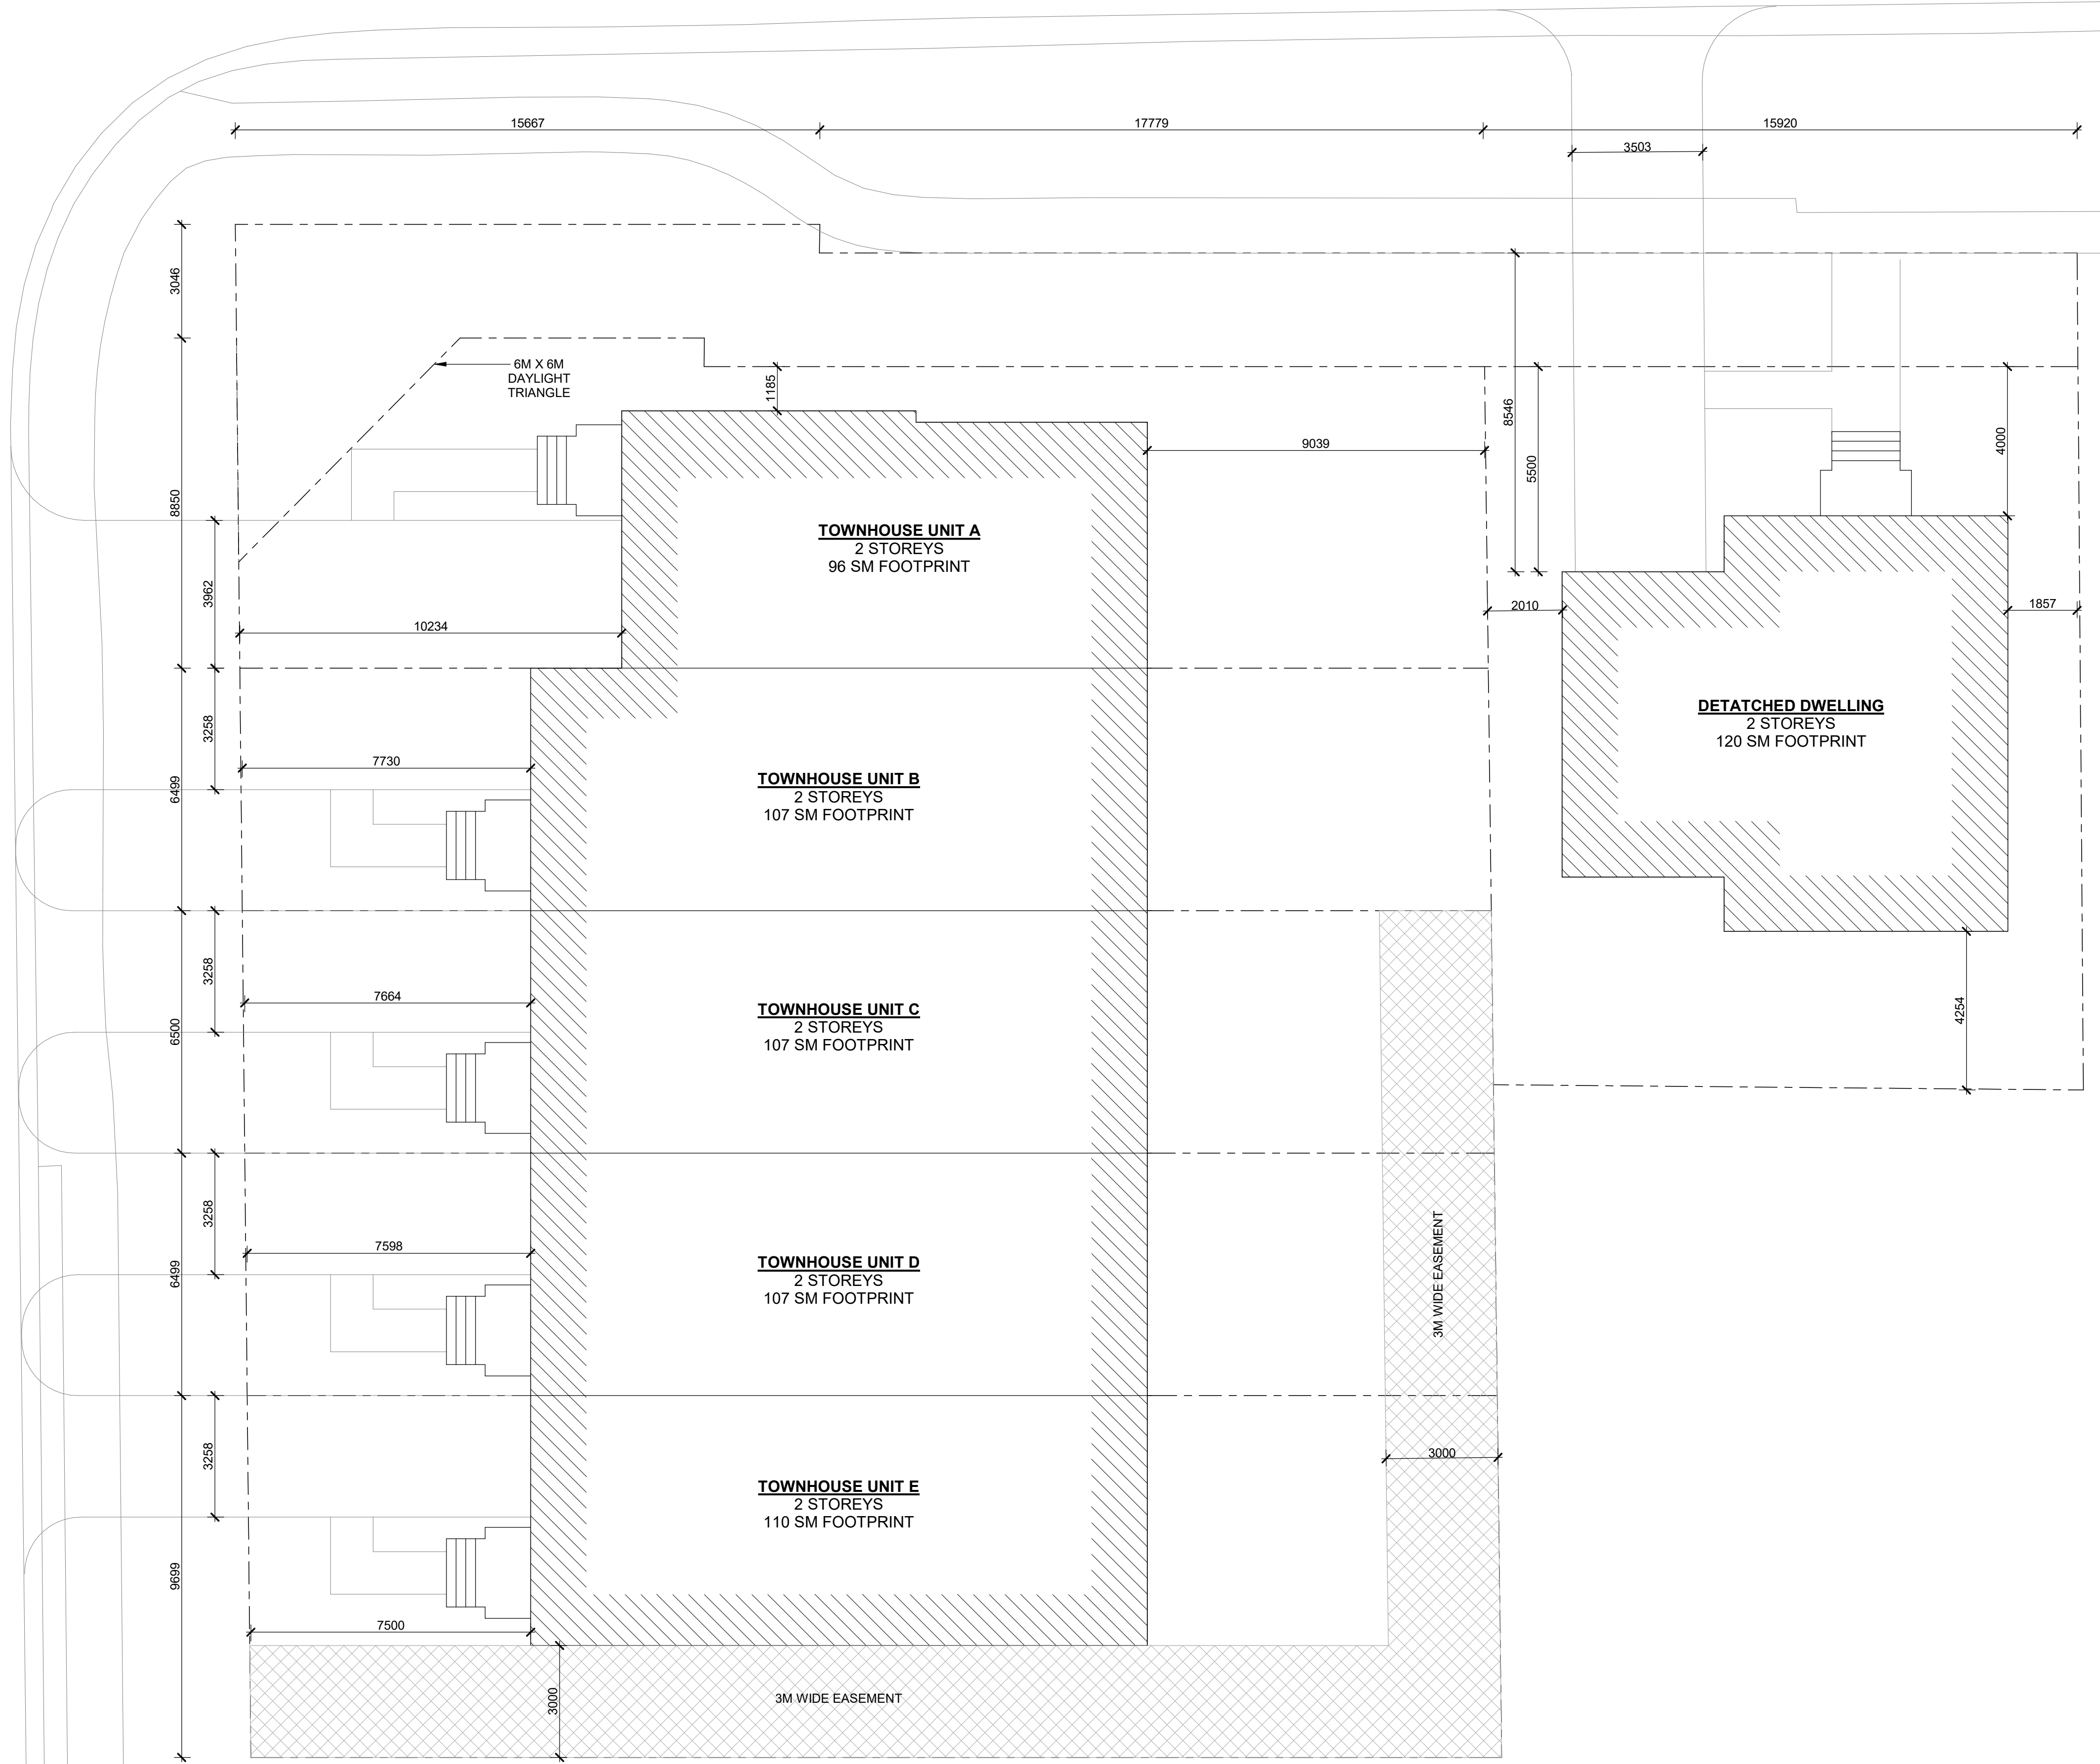 15667
17779
15920
3503
3046
6M X 6M
DAYLIGHT
TRIANGLE
1185
8546
5500
4000
9039
8850
TOWNHOUSE UNIT A
2 STOREYS
96 SM FOOTPRINT
3962
10234
2010
1857
3258
DETATCHED DWELLING
2 STOREYS
120 SM FOOTPRINT
7730
6499
TOWNHOUSE UNIT B
2 STOREYS
107 SM FOOTPRINT
3258
7664
6500
TOWNHOUSE UNIT C
2 STOREYS
107 SM FOOTPRINT
4254
3258
7598
6499
TOWNHOUSE UNIT D
2 STOREYS
107 SM FOOTPRINT
3M WIDE EASEMENT
3258
3000
TOWNHOUSE UNIT E
2 STOREYS
110 SM FOOTPRINT
9699
7500
3000
3M WIDE EASEMENT